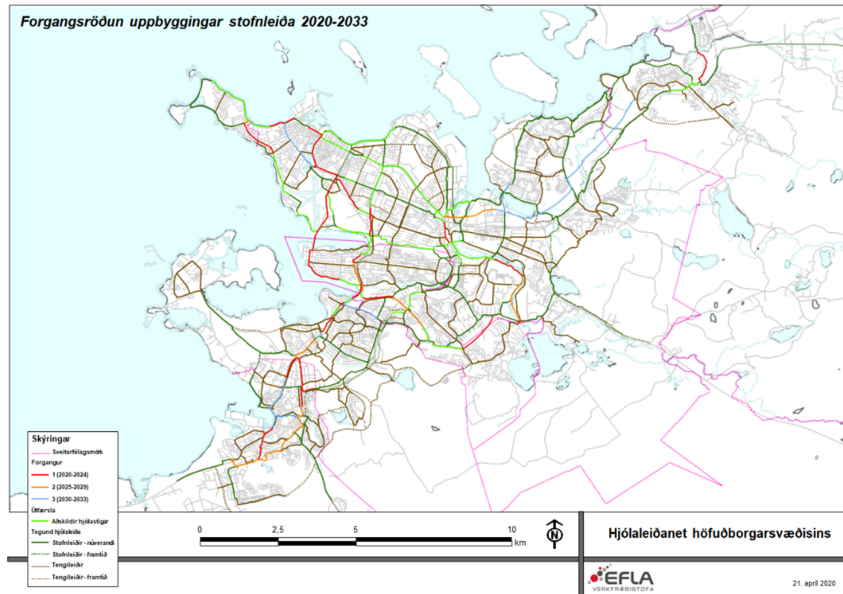 Forgangsröðun uppbyggingar stofnleiða 2020-2033
Skýringar
Sveitarfélagsmörk
Forgangur
1 (2020-2024)
2 (2025-2029)
3 (2030-2033)
Útfærsla
Aðskildir hjólastígar
Tegund hjólaleiða
Stofnleiðir - núverandi
Stofnleiðir - framtíð
Tengileiðir
Tengileiðir - framtíð
0 2,5 5 10
km
N
Hjólaleiðanet höfuðborgarsvæðisins
EFLA
VERKFRÆÐISTOFA
21. apríl 2020